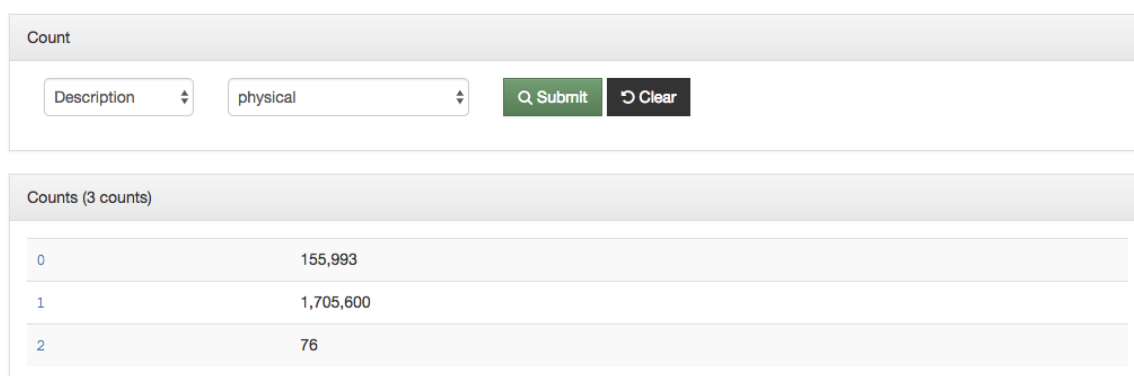 Count
Description physical Submit Clear
Counts (3 counts)
0 155,993
1 1,705,600
2 76